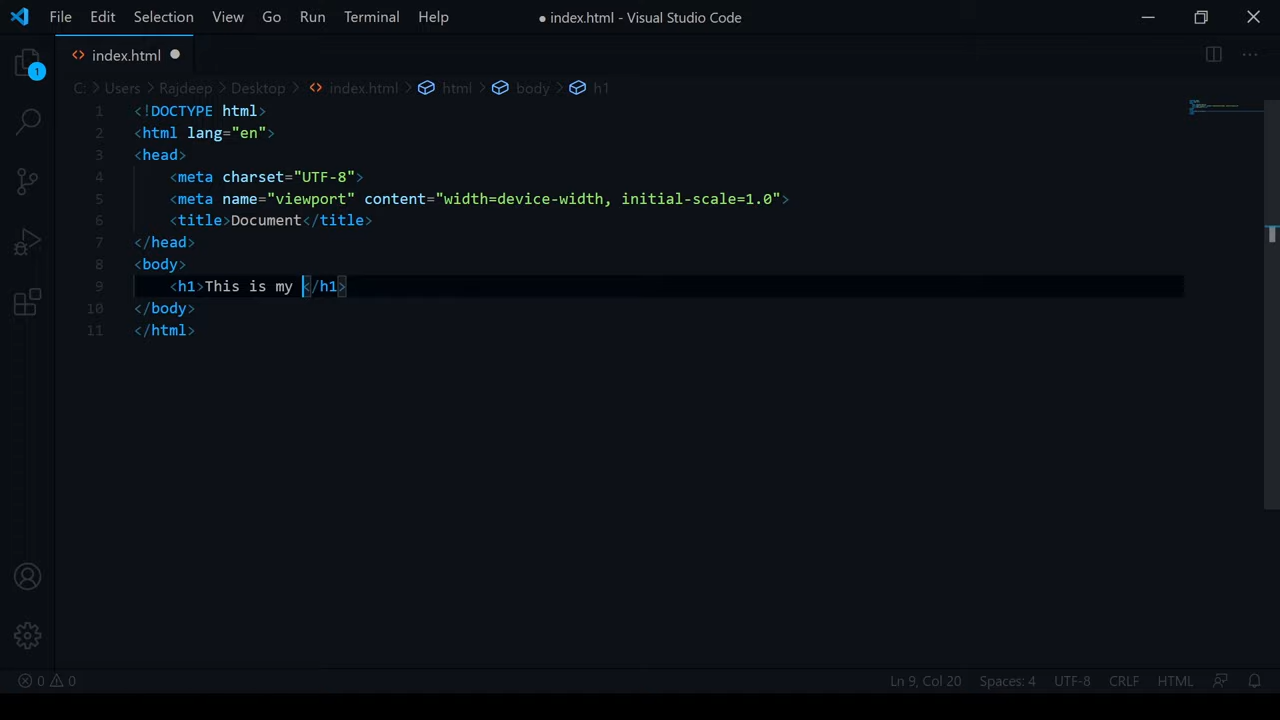 File Edit Selection View Go Run Terminal Help ● index.html - Visual Studio Code
index.html
1
C: > Users > Rajdeep > Desktop > index.html > html > body > h1
1 <!DOCTYPE html>
2 <html lang="en">
3 <head>
4 <meta charset="UTF-8">
5 <meta name="viewport" content="width=device-width, initial-scale=1.0">
6 <title>Document</title>
7 </head>
8 <body>
9 <h1>This is my </h1>
10 </body>
11 </html>
0 0 Ln 9, Col 20 Spaces: 4 UTF-8 CRLF HTML